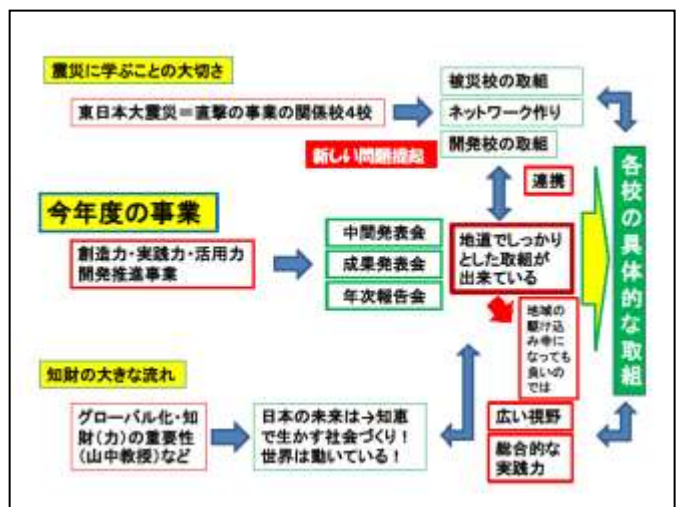 震災に学ぶことの大切さ
東日本大震災＝直撃の事業の関係校4校
被災校の取組
ネットワーク作り
開発校の取組
新しい問題提起
連携
今年度の事業
創造力・実践力・活用力
開発推進事業
中間発表会
成果発表会
年次報告会
地道でしっかり
とした取組が
出来ている
地域の
駆け込
み寺に
なっても
良いの
では
各校の具体的な取組
知財の大きな流れ
グローバル化・知
財(力)の重要性
(山中教授)など
日本の未来は→知恵
で生かす社会づくり！
世界は動いている！
広い視野
総合的な
実践力